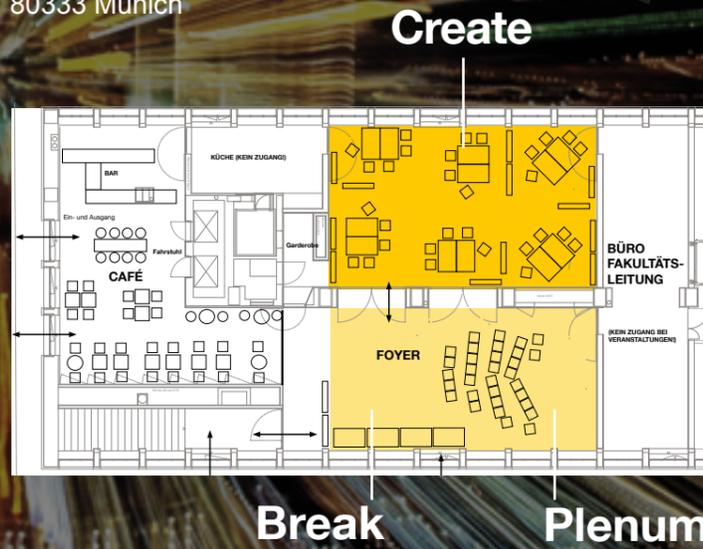 80333 Munich
Create
KÜCHE (KEIN ZUGANG!)
BAR
Ein- und Ausgang
Fahrstuhl
Garderobe
CAFÉ
BÜRO
FAKULTÄTS-
LEITUNG
(KEIN ZUGANG BEI
VERANSTALTUNGEN!)
FOYER
Break
Plenum